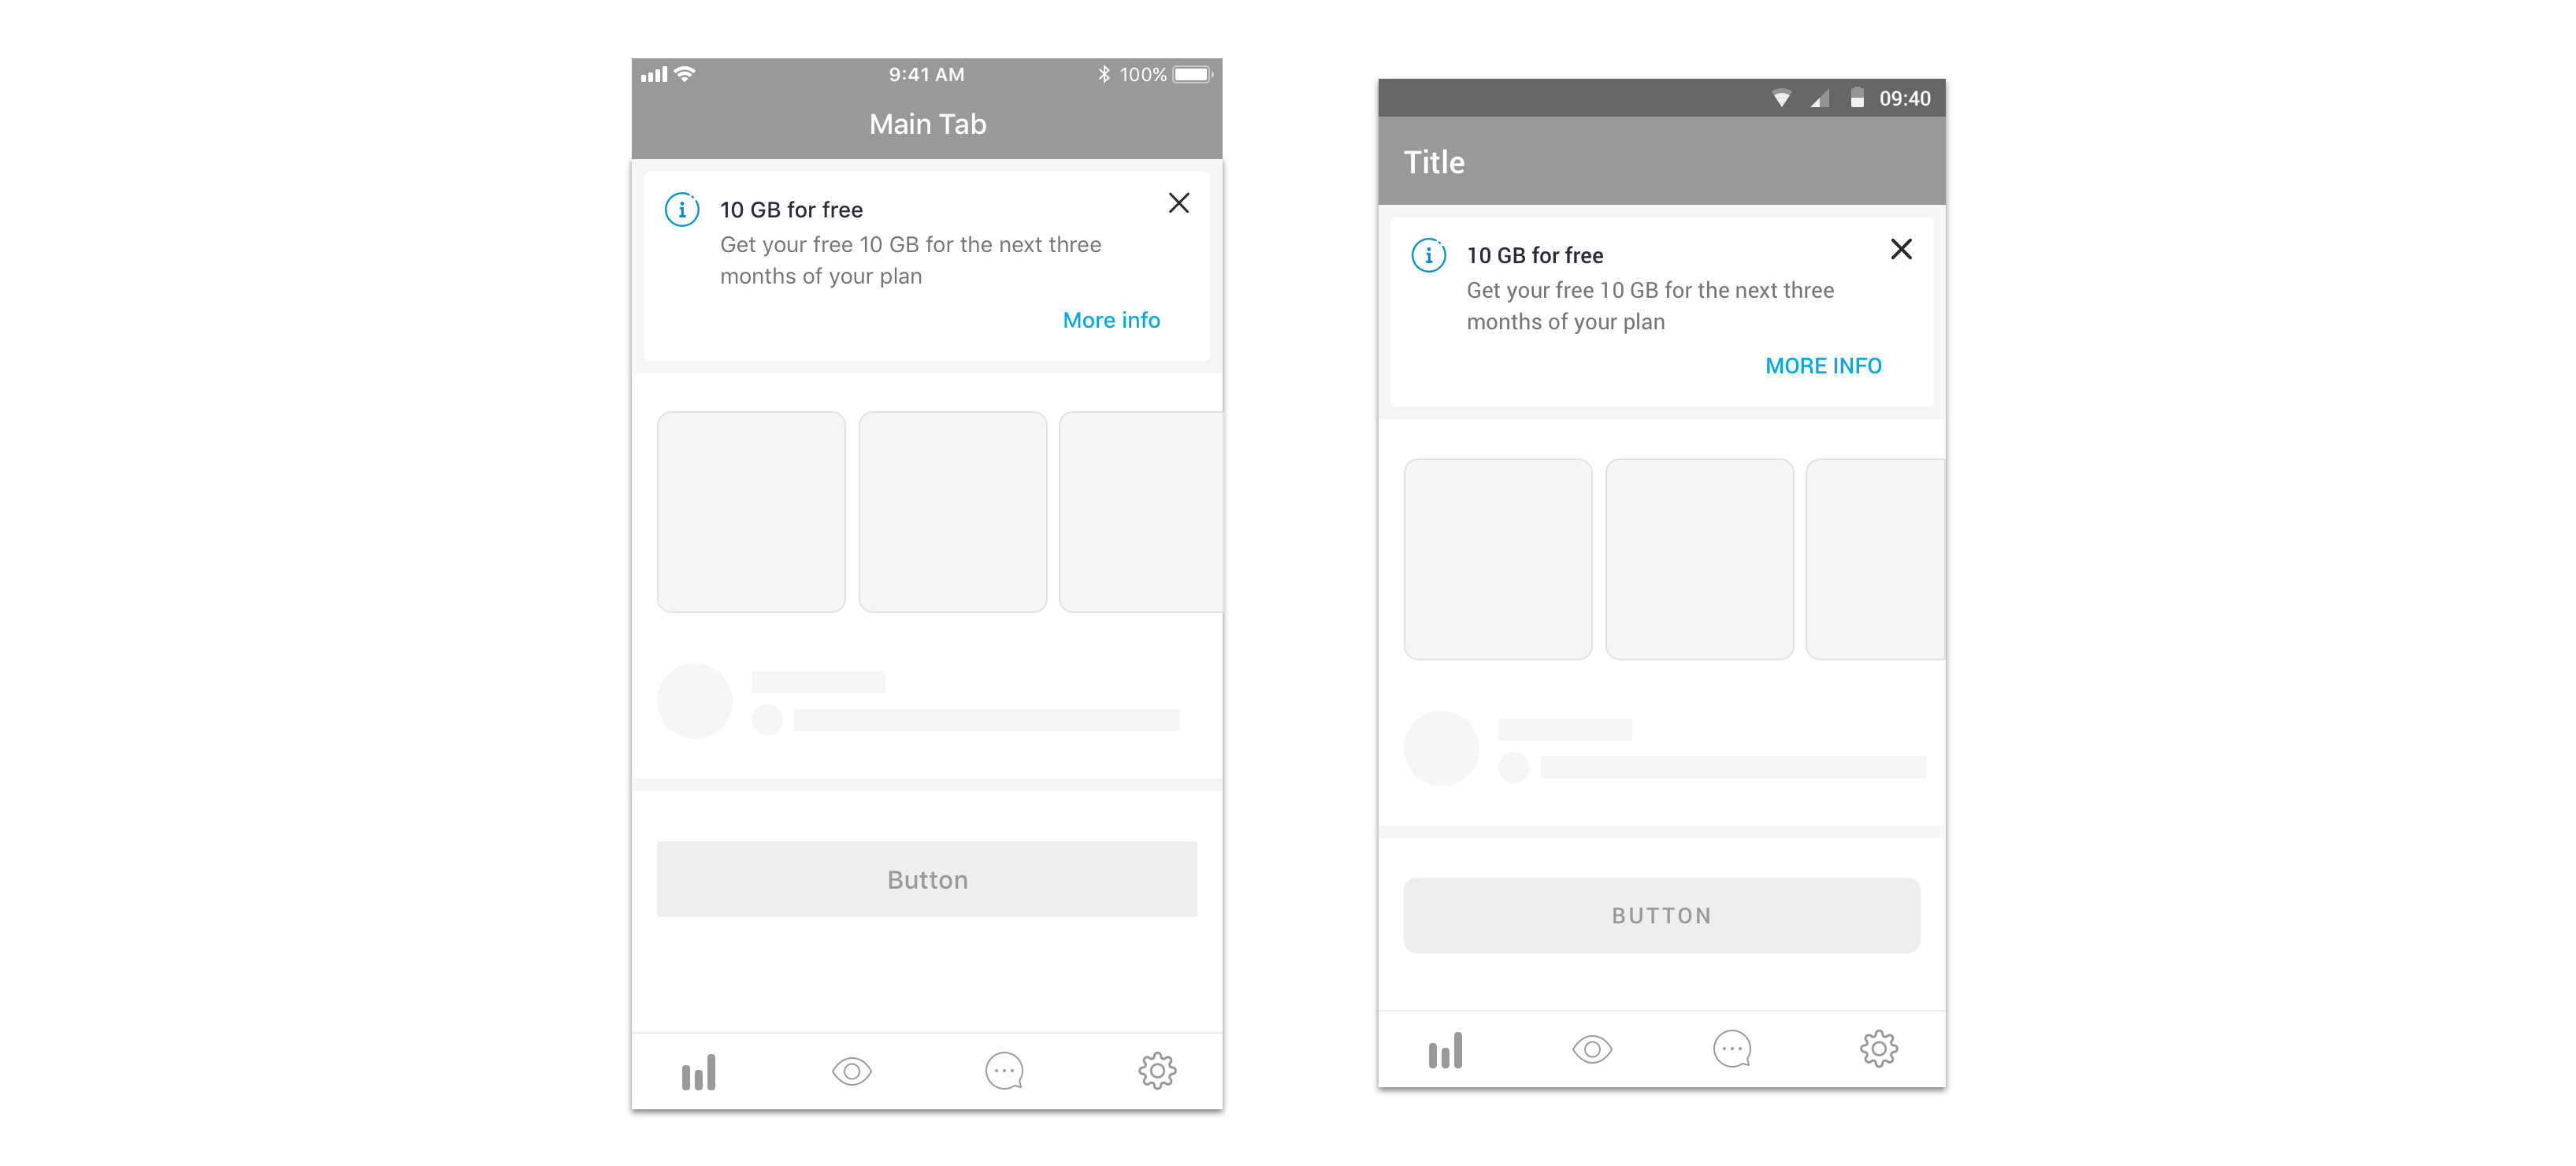 9:41 AM
100%
Main Tab
10 GB for free
Get your free 10 GB for the next three
months of your plan
More info
Button
09:40
Title
10 GB for free
Get your free 10 GB for the next three
months of your plan
MORE INFO
BUTTON